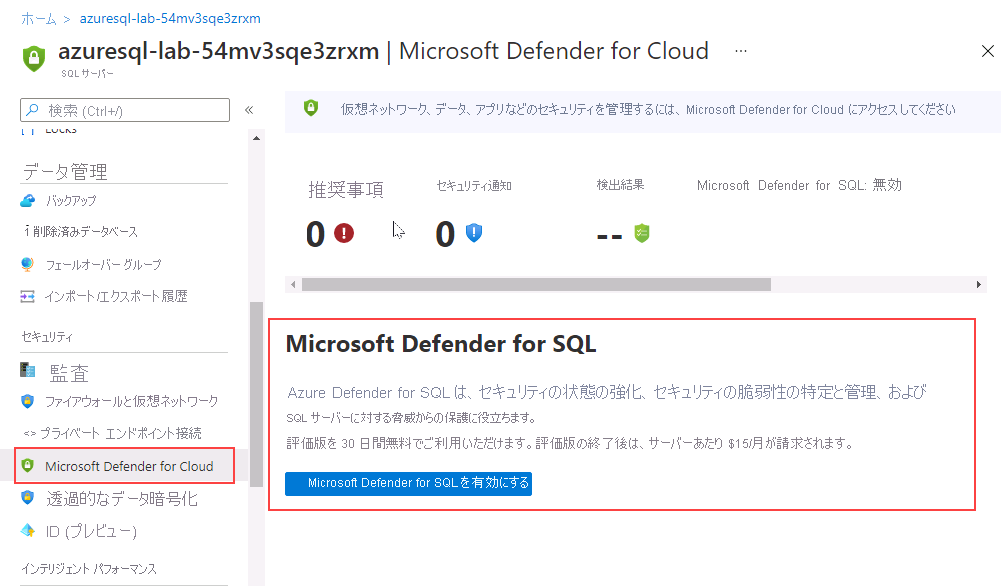 ホーム > azuresql-lab-54mv3sqe3zrxm
azuresql-lab-54mv3sqe3zrxm | Microsoft Defender for Cloud ...
SQL サーバー
検索 (Ctrl+/)
«
仮想ネットワーク、データ、アプリなどのセキュリティを管理するには、Microsoft Defender for Cloud にアクセスしてください
Locks
データ管理
バックアップ
削除済みデータベース
フェールオーバー グループ
インポート/エクスポート履歴
セキュリティ
監査
ファイアウォールと仮想ネットワーク
<> プライベート エンドポイント接続
Microsoft Defender for Cloud
透過的なデータ暗号化
ID (プレビュー)
インテリジェント パフォーマンス
推奨事項
0
セキュリティ通知
0
検出結果
--
Microsoft Defender for SQL: 無効
Microsoft Defender for SQL
Azure Defender for SQL は、セキュリティの状態の強化、セキュリティの脆弱性の特定と管理、および
SQL サーバーに対する脅威からの保護に役立ちます。
評価版を 30 日間無料でご利用いただけます。評価版の終了後は、サーバーあたり $15/月が請求されます。
Microsoft Defender for SQLを有効にする